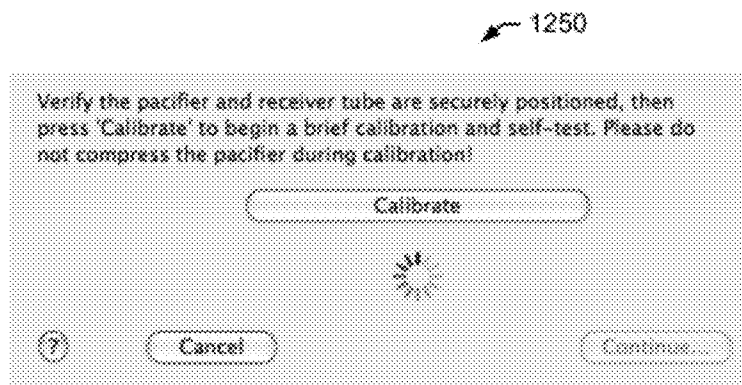 1250
Verify the pacifier and receiver tube are securely positioned, then
press 'Calibrate' to begin a brief calibration and self-test. Please do
not compress the pacifier during calibration!
Calibrate
? Cancel Continue...